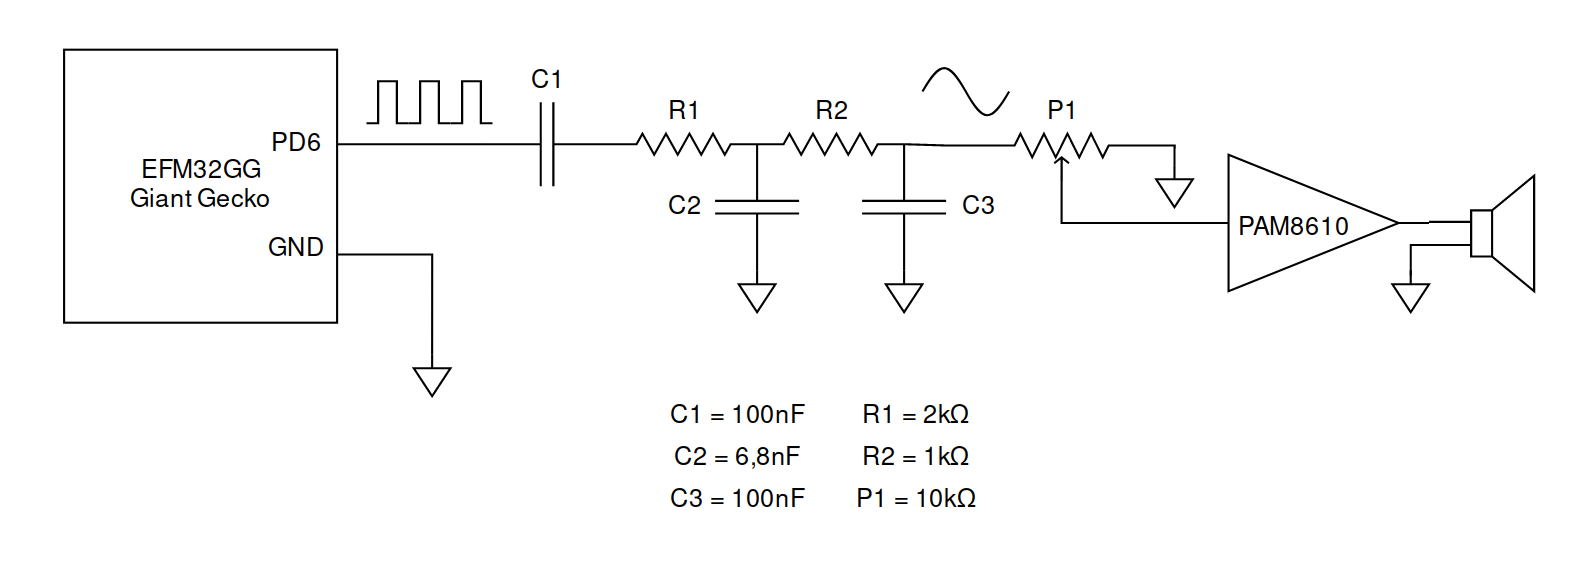 C1
R1
R2
P1
PD6
EFM32GG
Giant Gecko
GND
C2
C3
PAM8610
C1 = 100nF
R1 = 2kΩ
C2 = 6,8nF
R2 = 1kΩ
C3 = 100nF
P1 = 10kΩ